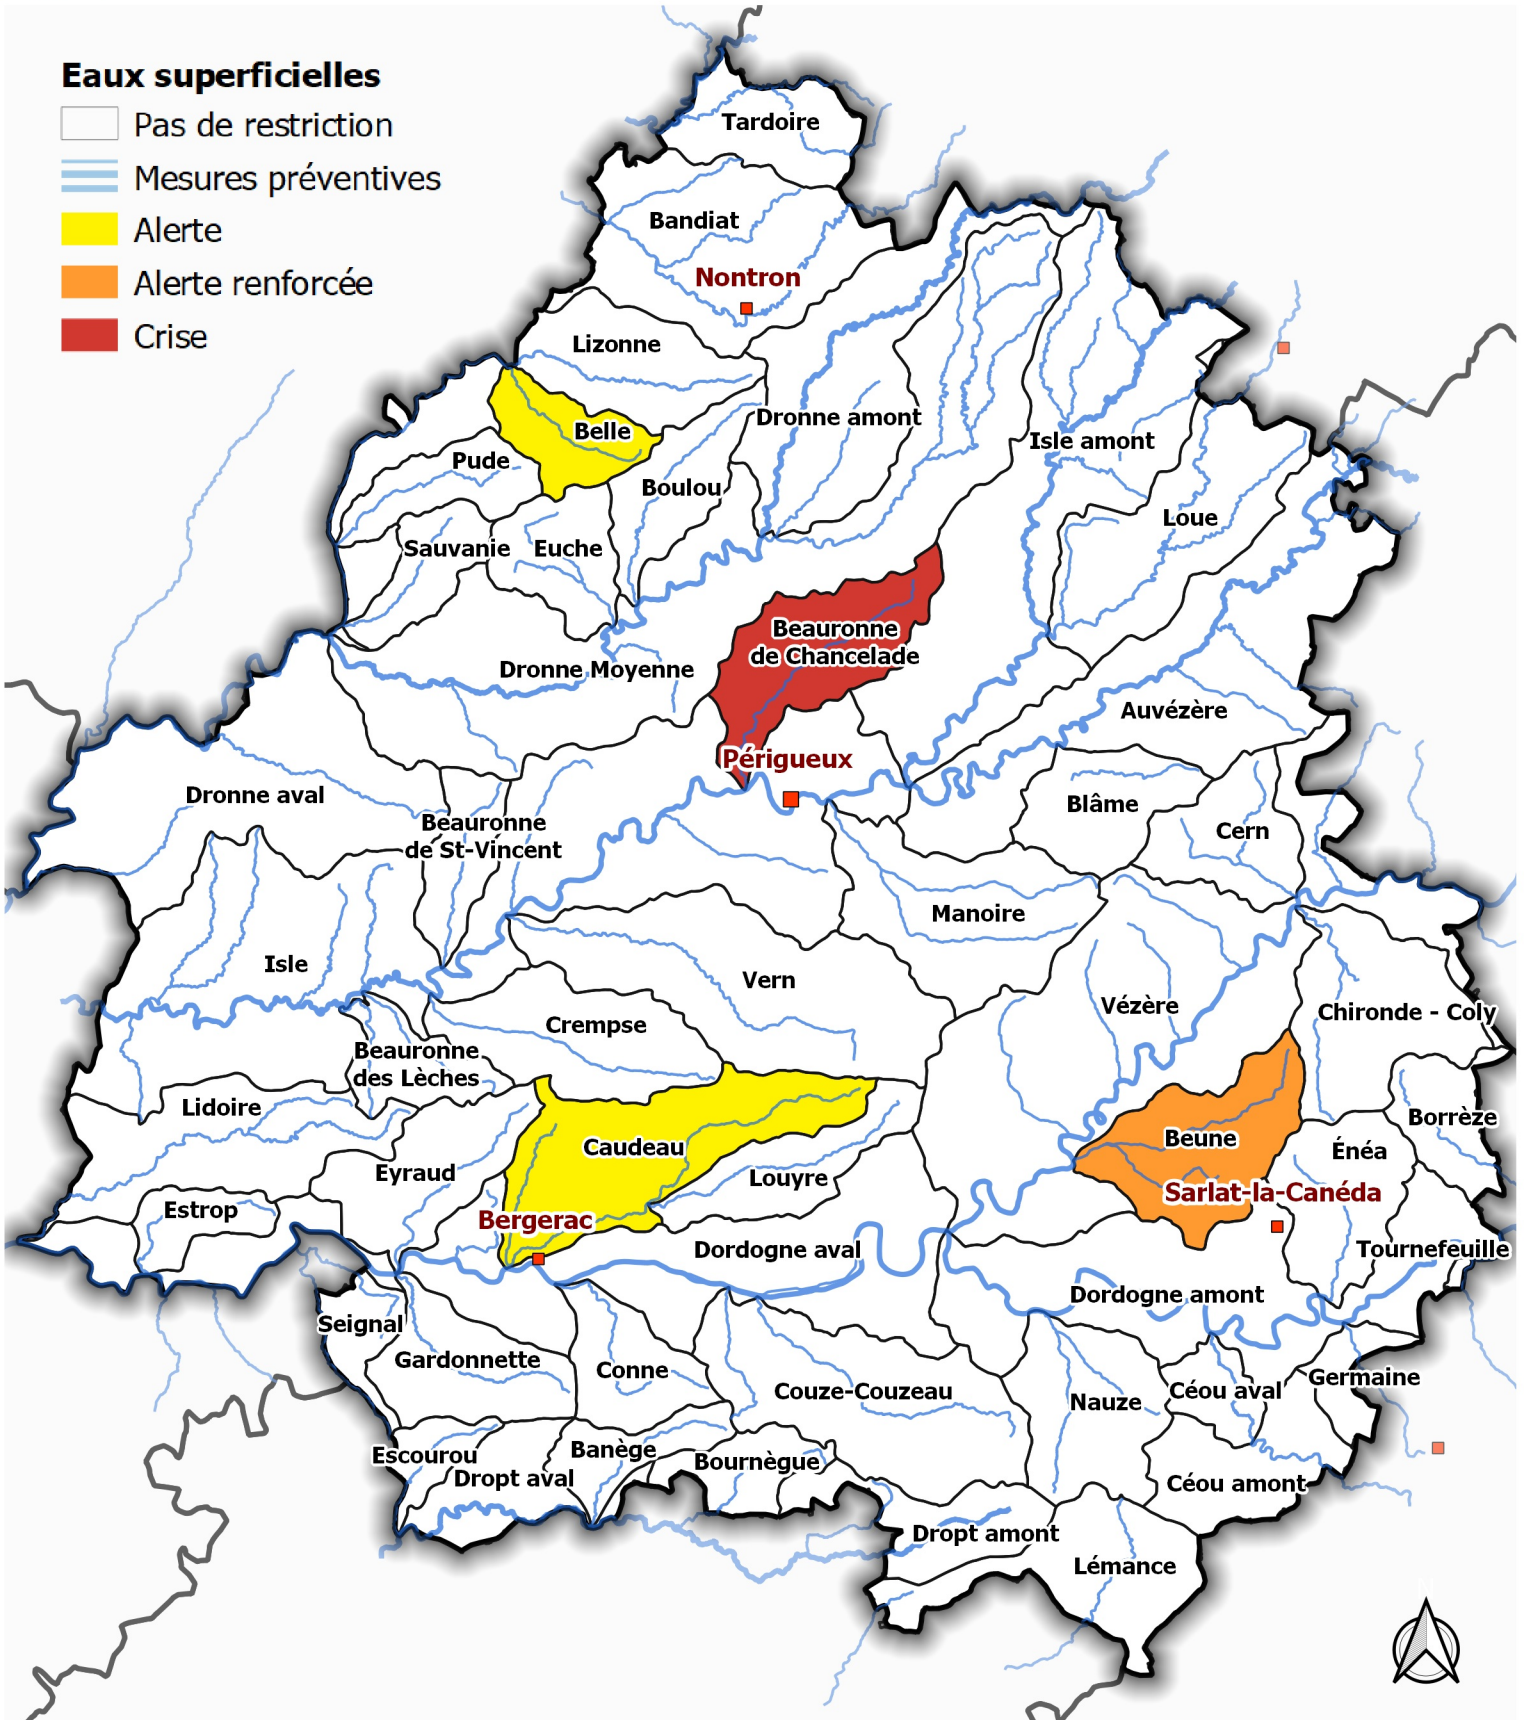 Eaux superficielles
Pas de restriction
Mesures préventives
Alerte
Alerte renforcée
Crise
Tardoire
Bandiat
Nontron
Lizonne
Dronne amont
Belle
Isle amont
Pude
Boulou
Loue
Sauvanie
Euche
Beauronne
de Chancelade
Dronne Moyenne
Auvézère
Périgueux
Dronne aval
Blâme
Beauronne
de St-Vincent
Cern
Manoire
Isle
Vern
Vézère
Chironde - Coly
Crempse
Beauronne
des Lèches
Lidoire
Borrèze
Beune
Caudeau
Énéa
Eyraud
Louyre
Sarlat-la-Canéda
Estrop
Bergerac
Dordogne aval
Tournefeuille
Dordogne amont
Seignal
Gardonnette
Conne
Germaine
Couze-Couzeau
Céou aval
Nauze
Escourou
Banège
Bournègue
Dropt aval
Céou amont
Dropt amont
Lémance
N